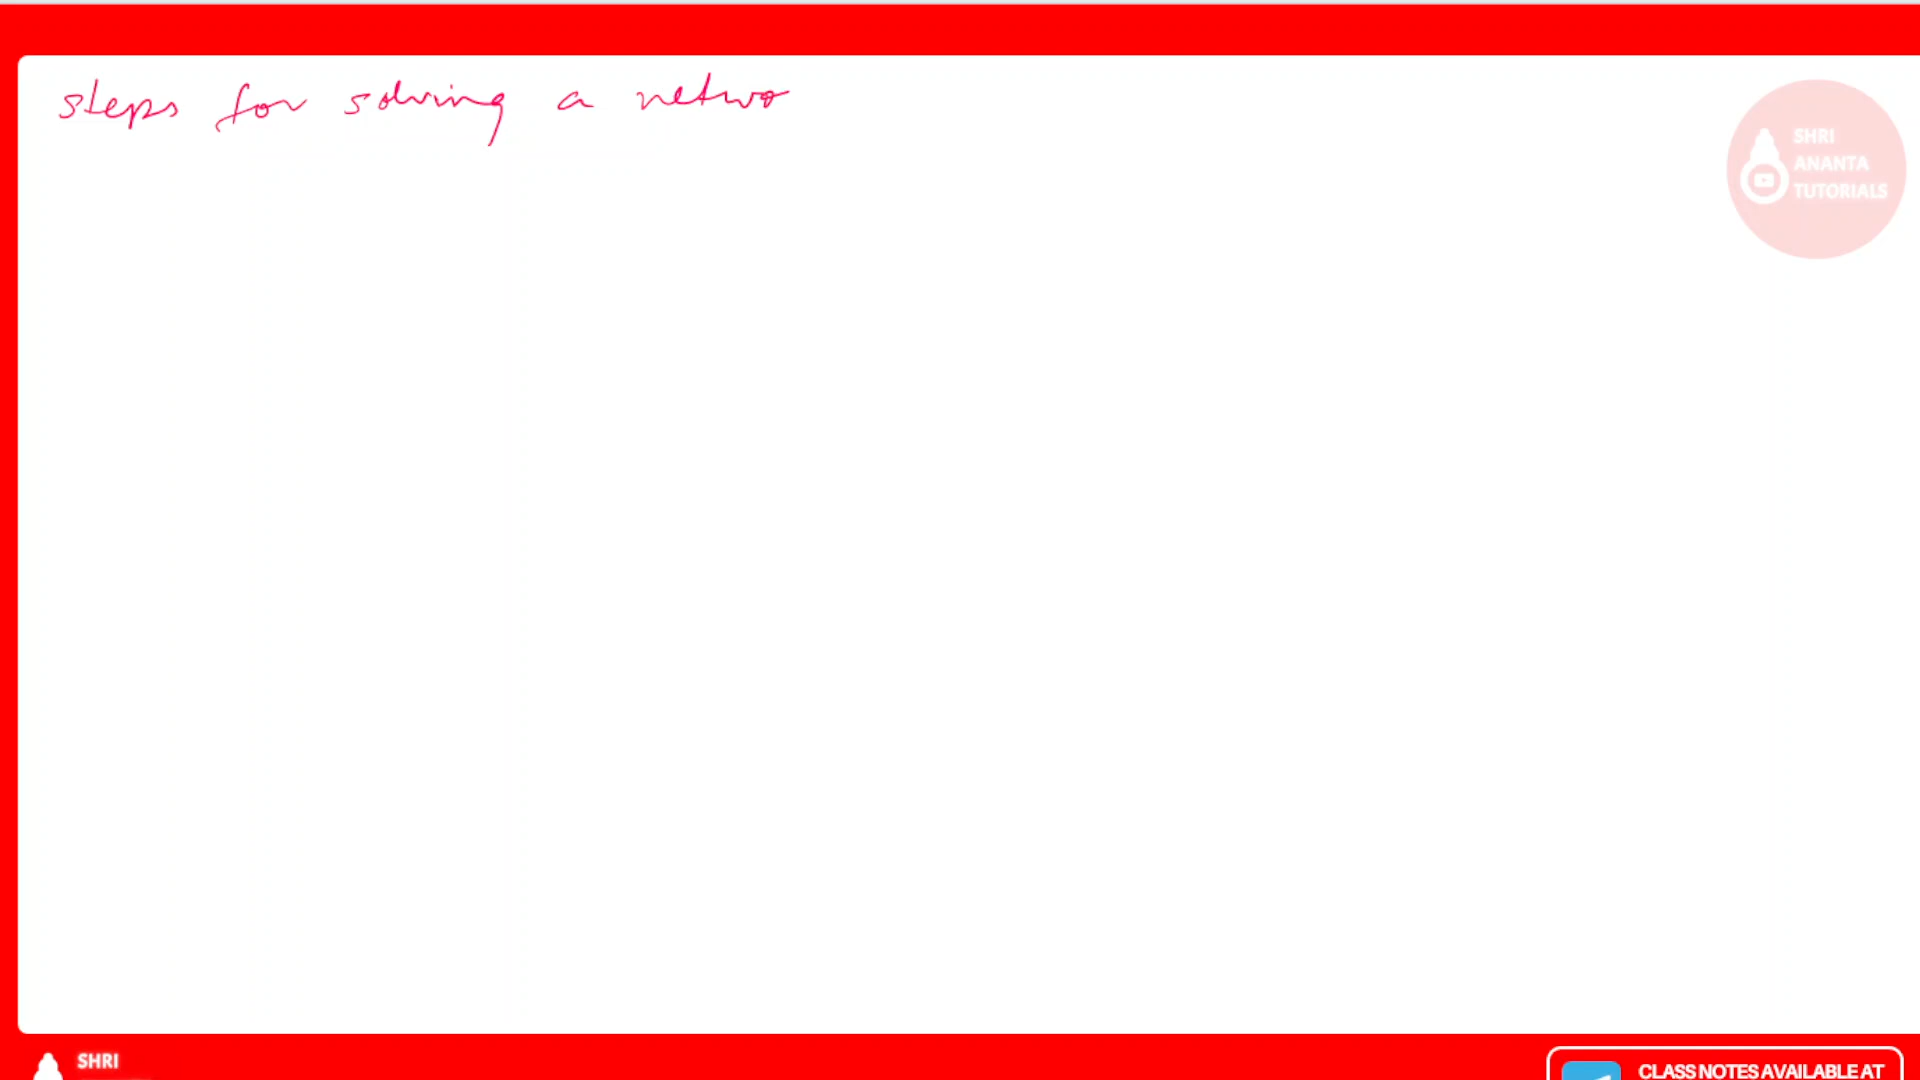 steps for solving a netwo
SHRI
ANANTA
TUTORIALS
SHRI
CLASS NOTES AVAILABLE AT